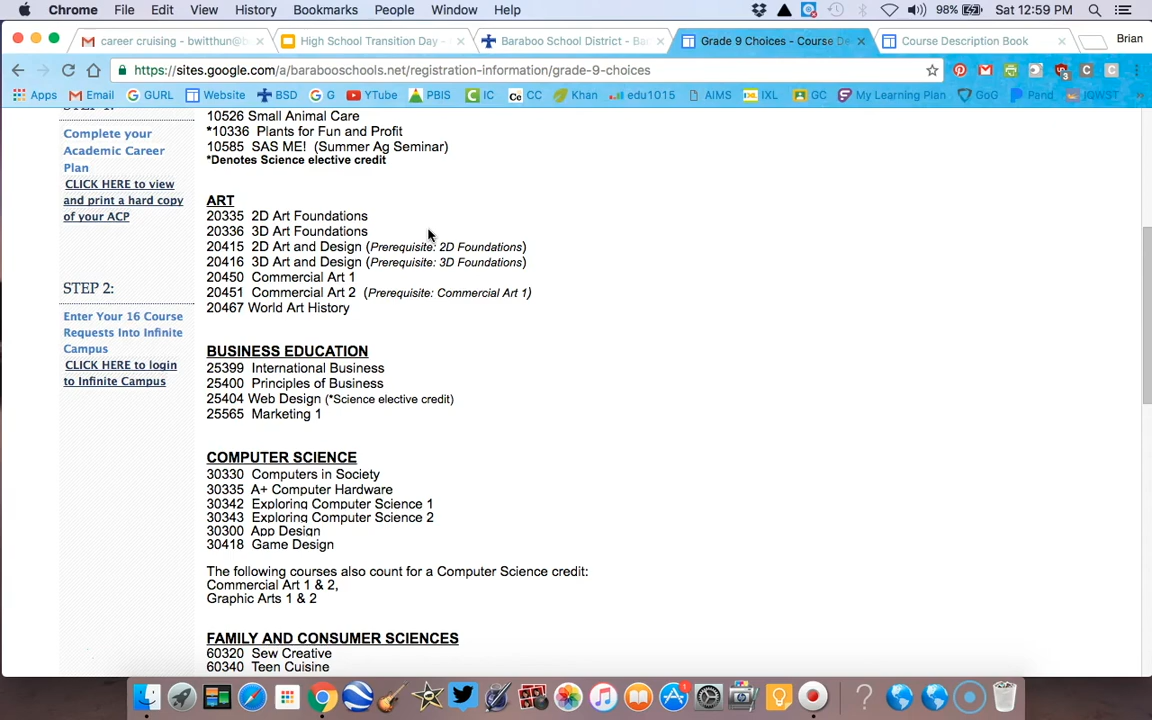 Chrome File Edit View History Bookmarks People Window Help 98% Sat 12:59 PM
career cruising - bwitthun@b High School Transition Day - Baraboo School District - Bar Grade 9 Choices - Course De Course Description Book Brian
https://sites.google.com/a/barabooschools.net/registration-information/grade-9-choices
Apps Email GURL Website BSD G YTube PBIS IC CC Khan edu1015 AIMS IXL GC My Learning Plan GoG Pand JQWST
Complete your
Academic Career
Plan
CLICK HERE to view
and print a hard copy
of your ACP
STEP 2:
Enter Your 16 Course
Requests Into Infinite
Campus
CLICK HERE to login
to Infinite Campus
10526 Small Animal Care
*10336 Plants for Fun and Profit
10585 SAS ME! (Summer Ag Seminar)
*Denotes Science elective credit
ART
20335 2D Art Foundations
20336 3D Art Foundations
20415 2D Art and Design (Prerequisite: 2D Foundations)
20416 3D Art and Design (Prerequisite: 3D Foundations)
20450 Commercial Art 1
20451 Commercial Art 2 (Prerequisite: Commercial Art 1)
20467 World Art History
BUSINESS EDUCATION
25399 International Business
25400 Principles of Business
25404 Web Design (*Science elective credit)
25565 Marketing 1
COMPUTER SCIENCE
30330 Computers in Society
30335 A+ Computer Hardware
30342 Exploring Computer Science 1
30343 Exploring Computer Science 2
30300 App Design
30418 Game Design
The following courses also count for a Computer Science credit:
Commercial Art 1 & 2,
Graphic Arts 1 & 2
FAMILY AND CONSUMER SCIENCES
60320 Sew Creative
60340 Teen Cuisine